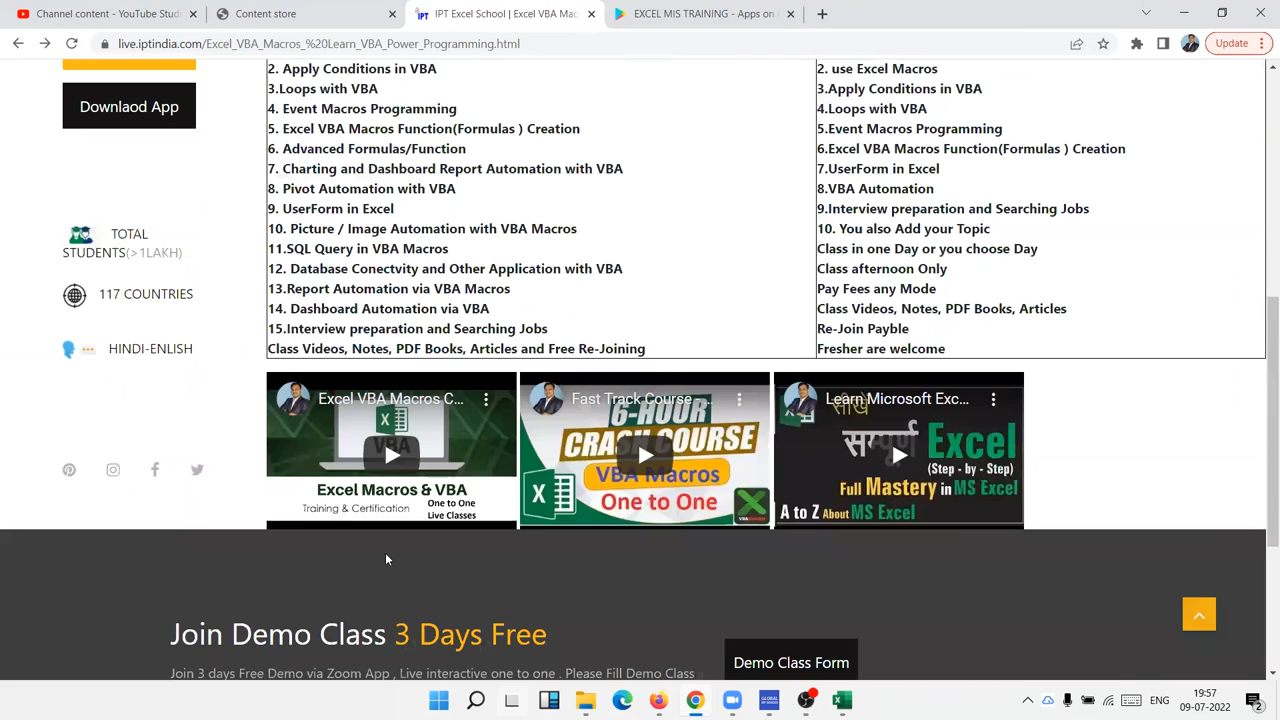 Channel content - YouTube Studi
Content store
IPT Excel School | Excel VBA Mac
EXCEL MIS TRAINING - Apps on
live.iptindia.com/Excel_VBA_Macros_%20Learn_VBA_Power_Programming.html
Update
Downlaod App
TOTAL
STUDENTS(>1LAKH)
117 COUNTRIES
HINDI-ENLISH
2. Apply Conditions in VBA
3.Loops with VBA
4. Event Macros Programming
5. Excel VBA Macros Function(Formulas ) Creation
6. Advanced Formulas/Function
7. Charting and Dashboard Report Automation with VBA
8. Pivot Automation with VBA
9. UserForm in Excel
10. Picture / Image Automation with VBA Macros
11.SQL Query in VBA Macros
12. Database Conectvity and Other Application with VBA
13.Report Automation via VBA Macros
14. Dashboard Automation via VBA
15.Interview preparation and Searching Jobs
Class Videos, Notes, PDF Books, Articles and Free Re-Joining
2. use Excel Macros
3.Apply Conditions in VBA
4.Loops with VBA
5.Event Macros Programming
6.Excel VBA Macros Function(Formulas ) Creation
7.UserForm in Excel
8.VBA Automation
9.Interview preparation and Searching Jobs
10. You also Add your Topic
Class in one Day or you choose Day
Class afternoon Only
Pay Fees any Mode
Class Videos, Notes, PDF Books, Articles
Re-Join Payble
Fresher are welcome
Excel VBA Macros C...
VBA
Excel Macros & VBA
Training & Certification
One to One
Live Classes
Fast Track Course - ...
6-HOUR
CRASH COURSE
VBA Macros
One to One
Learn Microsoft Exc...
सीखे
सम्पूर्ण Excel
(Step - by - Step)
Full Mastery in MS Excel
A to Z About MS Excel
Join Demo Class 3 Days Free
Join 3 days Free Demo via Zoom App , Live interactive one to one . Please Fill Demo Class
Demo Class Form
ENG
19:57
09-07-2022